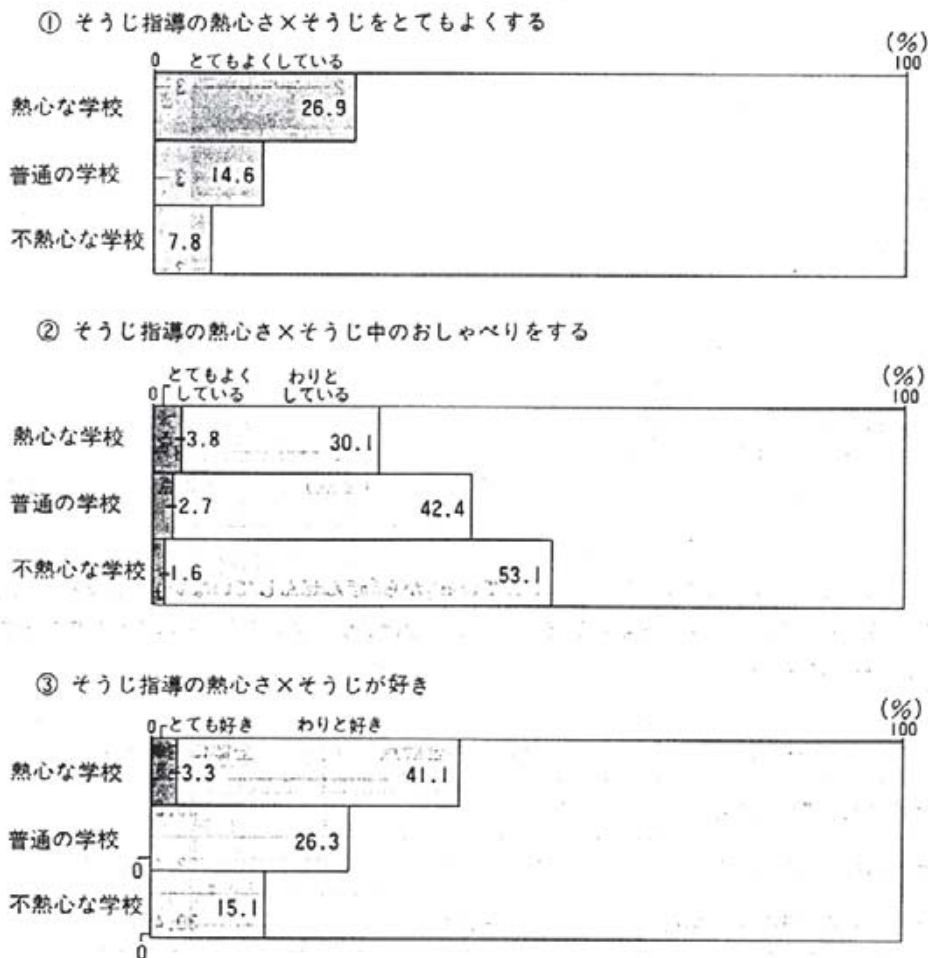 ① そうじ指導の熱心さ×そうじをとてもよくする
(%)
0 とてもよくしている 100
熱心な学校 26.9
普通の学校 14.6
不熱心な学校 7.8
② そうじ指導の熱心さ×そうじ中のおしゃべりをする
とてもよく わりと (%)
0 している している 100
熱心な学校 3.8 30.1
普通の学校 2.7 42.4
不熱心な学校 1.6 53.1
③ そうじ指導の熱心さ×そうじが好き
(%)
0 とても好き わりと好き 100
熱心な学校 3.3 41.1
普通の学校 26.3
0
不熱心な学校 15.1
0